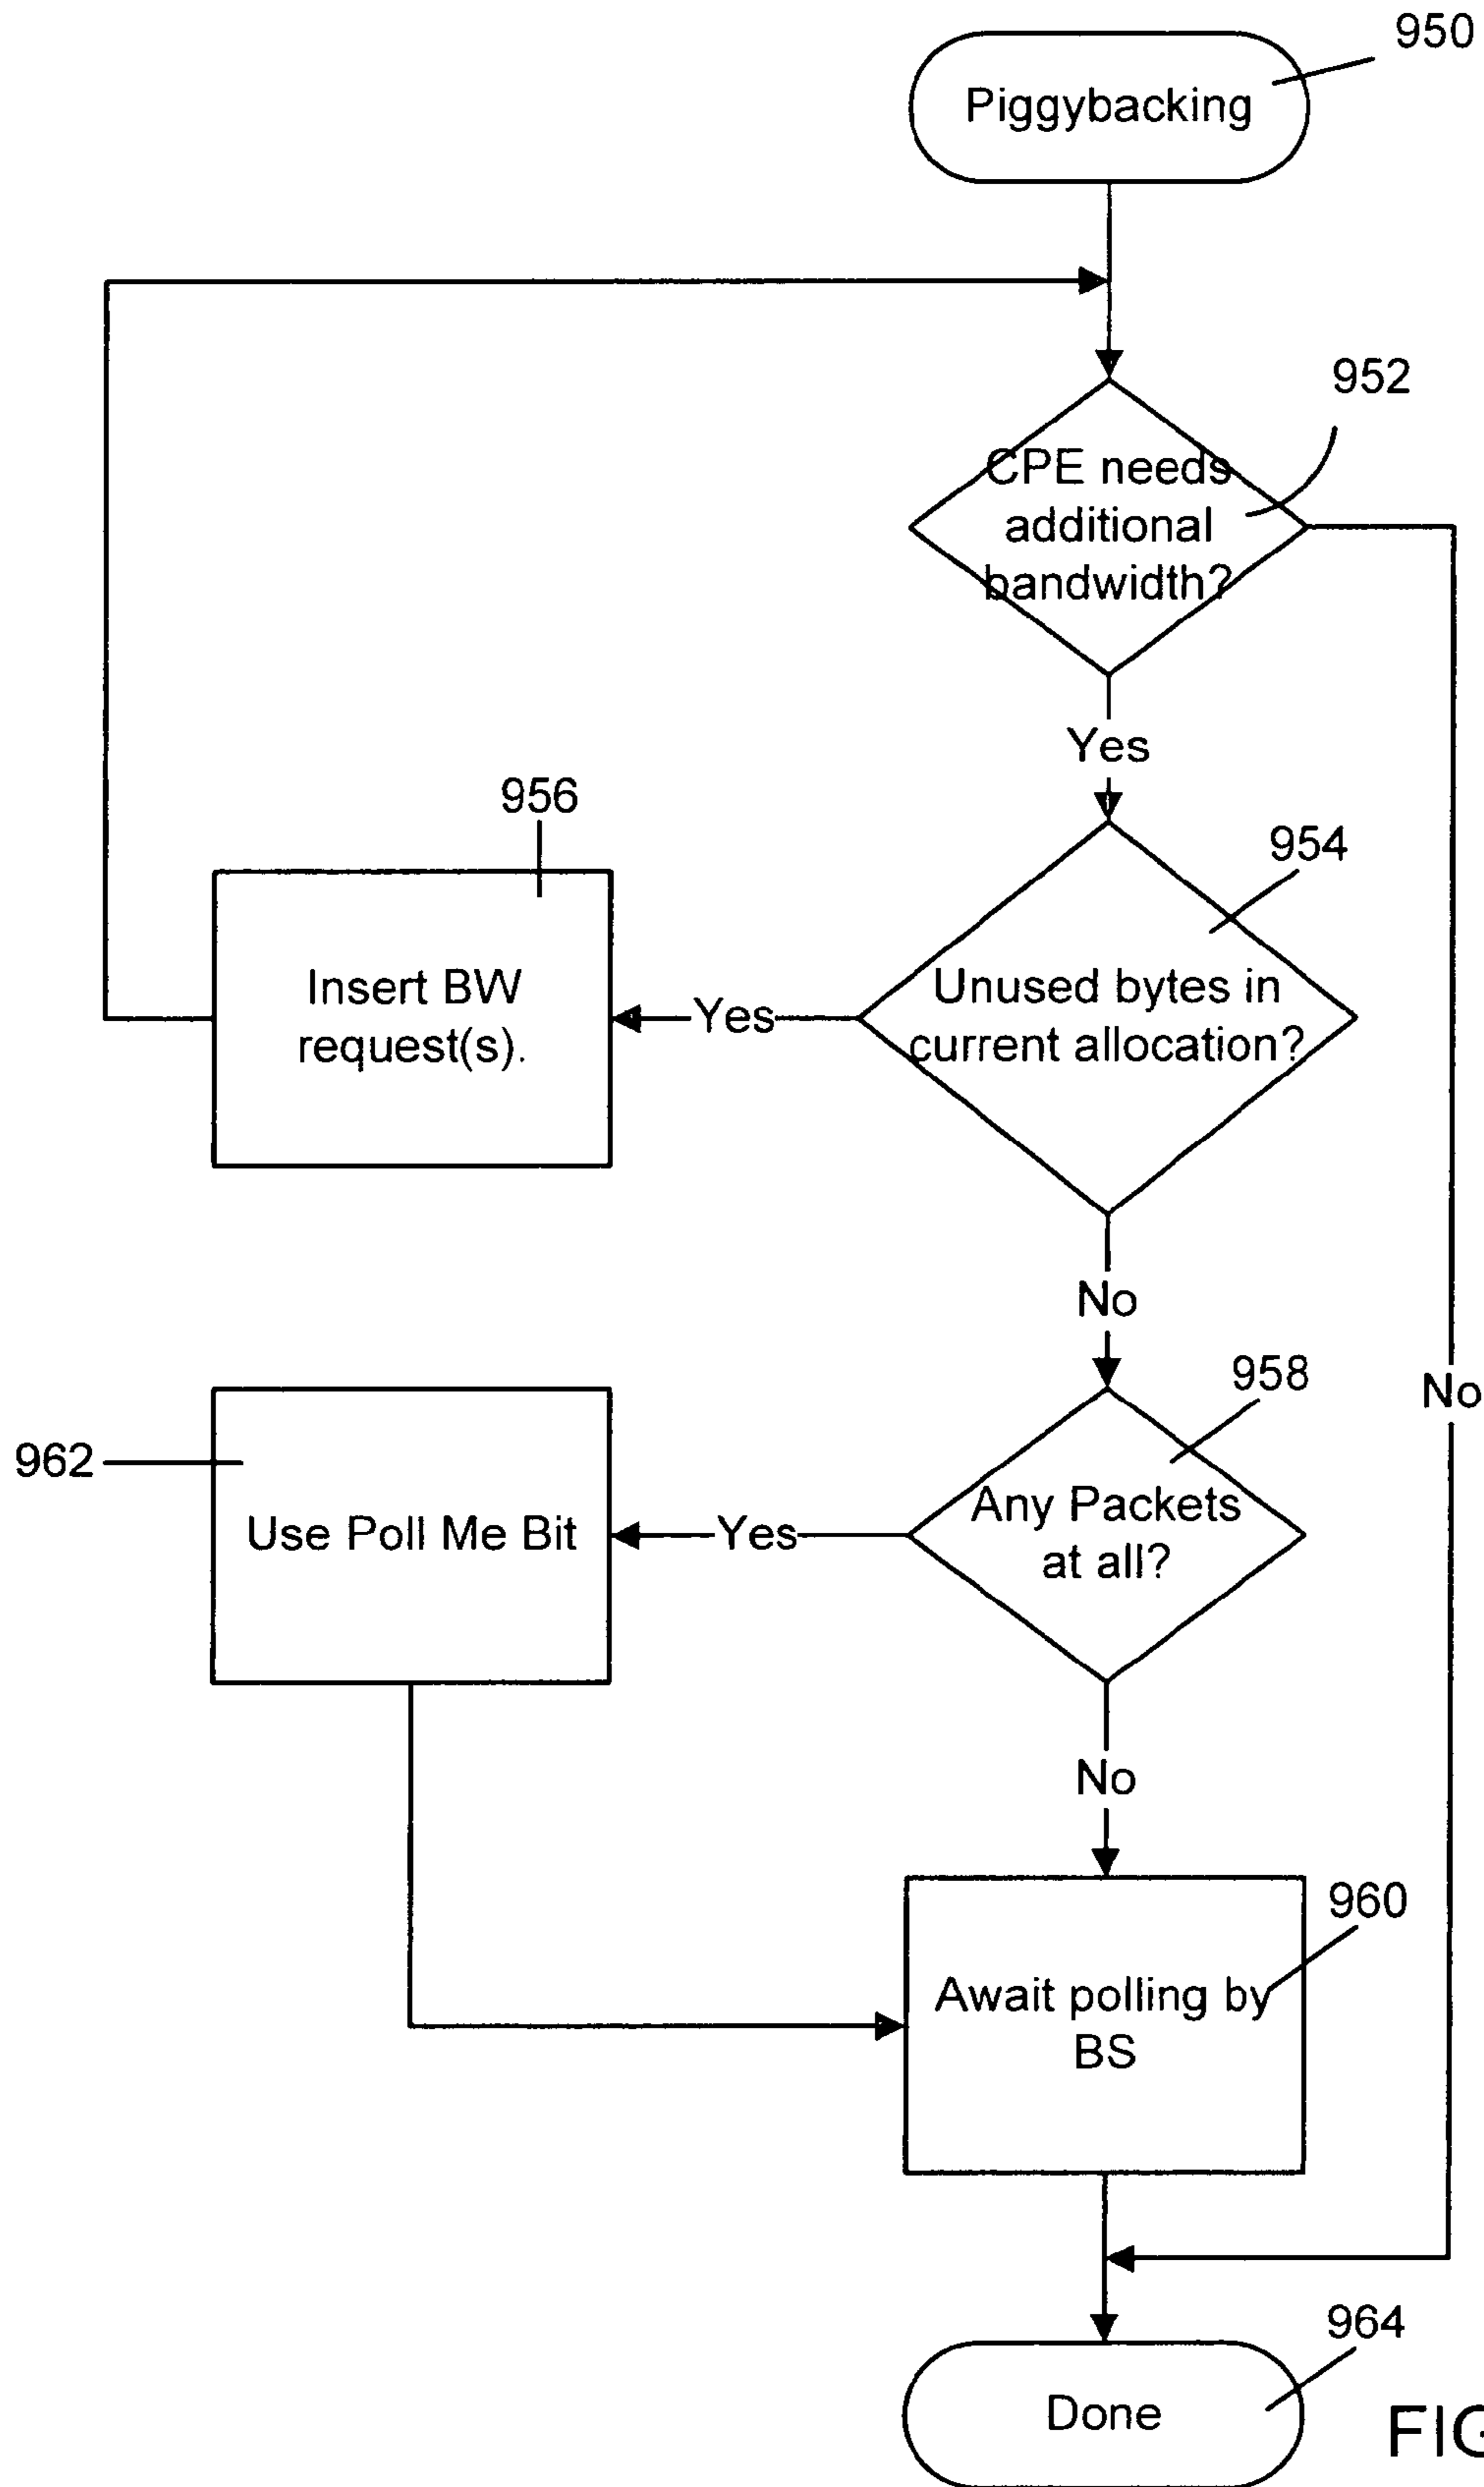 950
Piggybacking
952
CPE needs
additional
bandwidth?
Yes
956
954
Insert BW
request(s).
Yes
Unused bytes in
current allocation?
No
958
No
962
Use Poll Me Bit
Yes
Any Packets
at all?
No
960
Await polling by
BS
964
Done
FIG